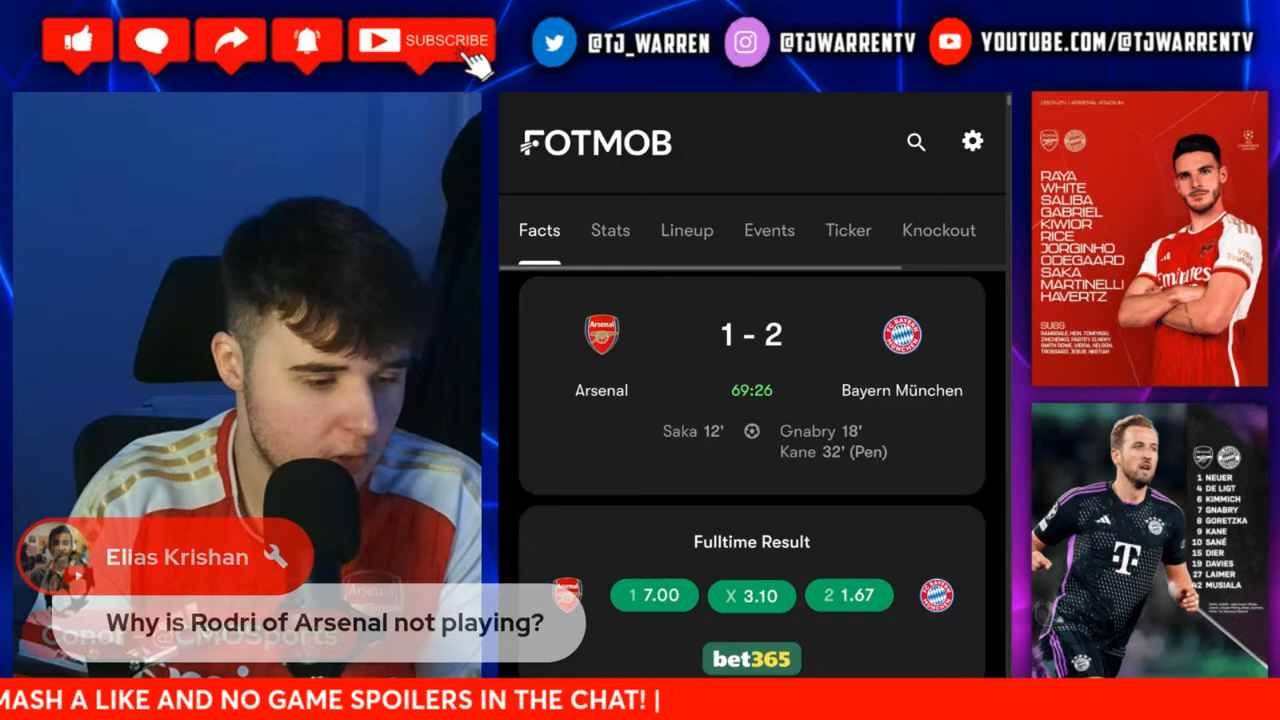 SUBSCRIBE
@TJ_WARREN
@TJWARRENTV
YOUTUBE.COM/@TJWARRENTV
FOTMOB
Facts Stats Lineup Events Ticker Knockout
Arsenal
1 - 2
Arsenal
69:26
Bayern München
Saka 12'
Gnabry 18'
Kane 32' (Pen)
Fulltime Result
1 7.00
X 3.10
2 1.67
bet365
RAYA
WHITE
SALIBA
GABRIEL
KIWIOR
RICE
JORGINHO
ODEGAARD
SAKA
MARTINELLI
HAVERTZ
SUBS
Emirates
1 NEUER
4 DE LIGT
6 KIMMICH
7 GNABRY
8 GORETZKA
9 KANE
10 SANÉ
15 DIER
19 DAVIES
27 LAIMER
42 MUSIALA
T
Elias Krishan
Why is Rodri of Arsenal not playing?
Conor - @CMOSports
MASH A LIKE AND NO GAME SPOILERS IN THE CHAT! |